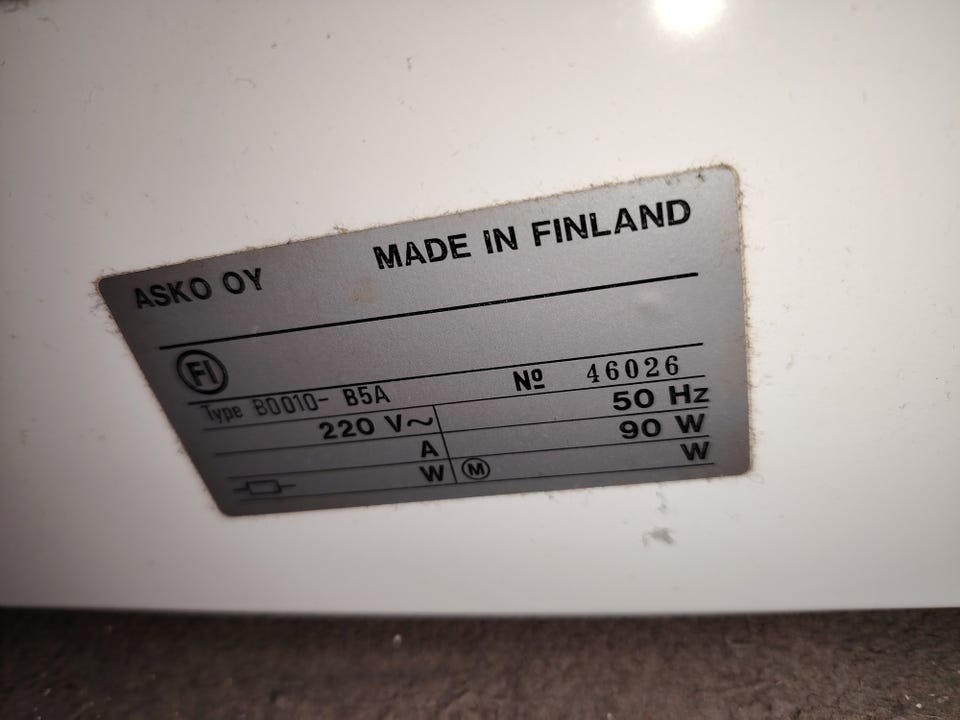 ASKO OY MADE IN FINLAND
FI
Type B0010- B5A Nº 46026
220 V~ 50 Hz
A 90 W
W M W